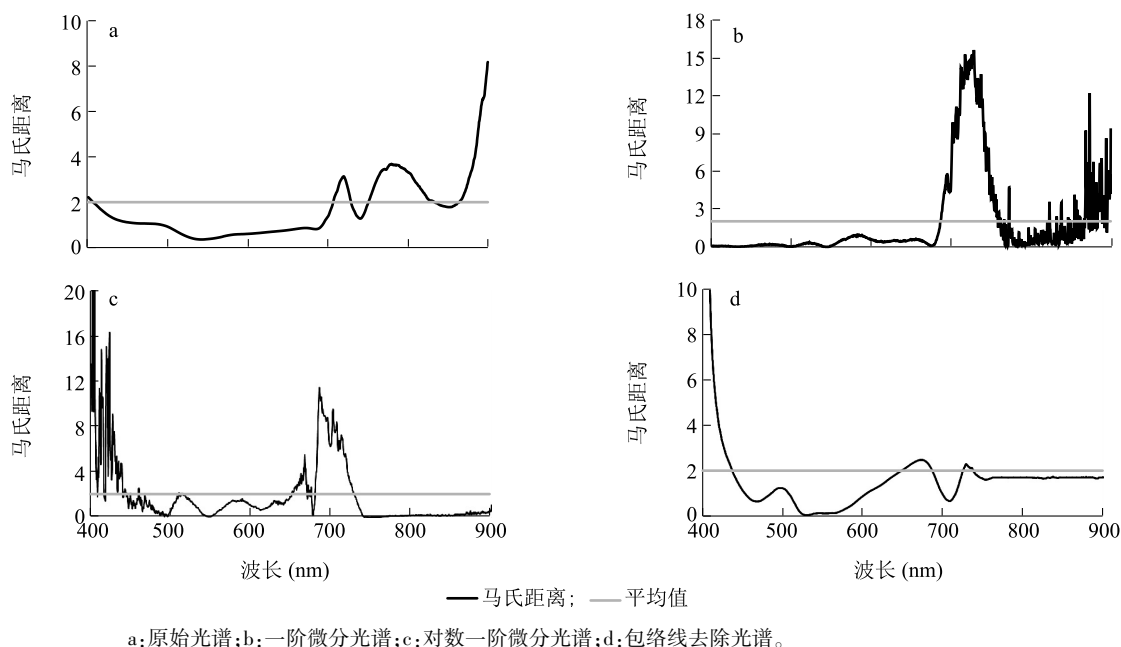 10
8
6
4
2
0
马氏距离
a
18
15
12
9
6
3
0
马氏距离
b
20
16
12
8
4
0
马氏距离
c
400 500 600 700 800 900
波长 (nm)
10
8
6
4
2
0
马氏距离
d
400 500 600 700 800 900
波长 (nm)
马氏距离; 平均值
a:原始光谱;b:一阶微分光谱;c:对数一阶微分光谱;d:包络线去除光谱。